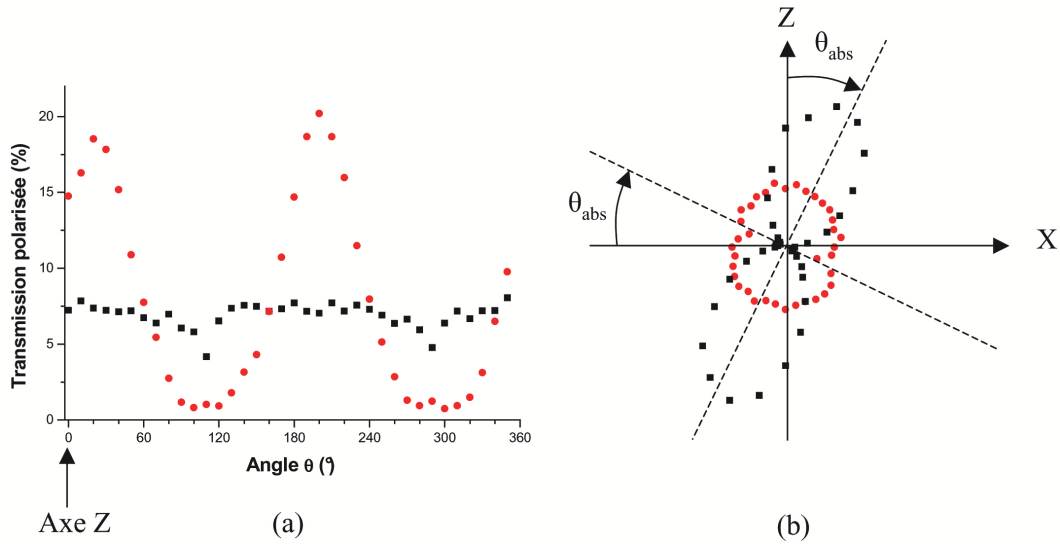 Transmission polarisée (%)
20
15
10
5
0
0 60 120 180 240 300 360
Angle θ (°)
Axe Z
(a)
Z
θabs
θabs
X
(b)